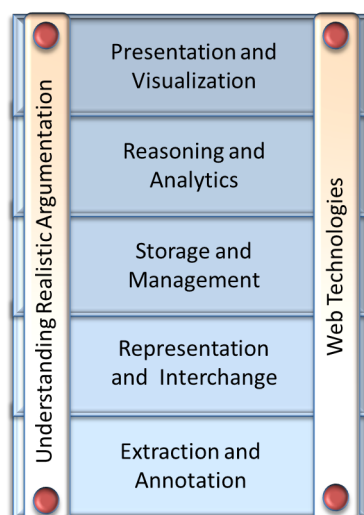 Understanding Realistic Argumentation
Presentation and
Visualization
Reasoning and
Analytics
Storage and
Management
Representation
and Interchange
Extraction and
Annotation
Web Technologies